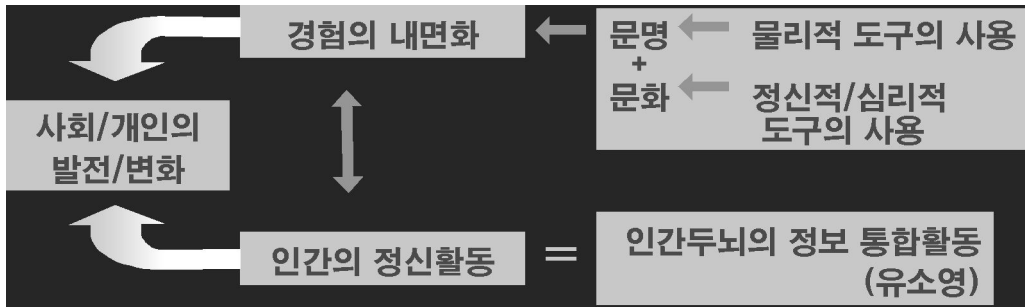 경험의 내면화
문명 물리적 도구의 사용
+
문화 정신적/심리적
도구의 사용
사회/개인의
발전/변화
인간의 정신활동 = 인간두뇌의 정보 통합활동
(유소영)